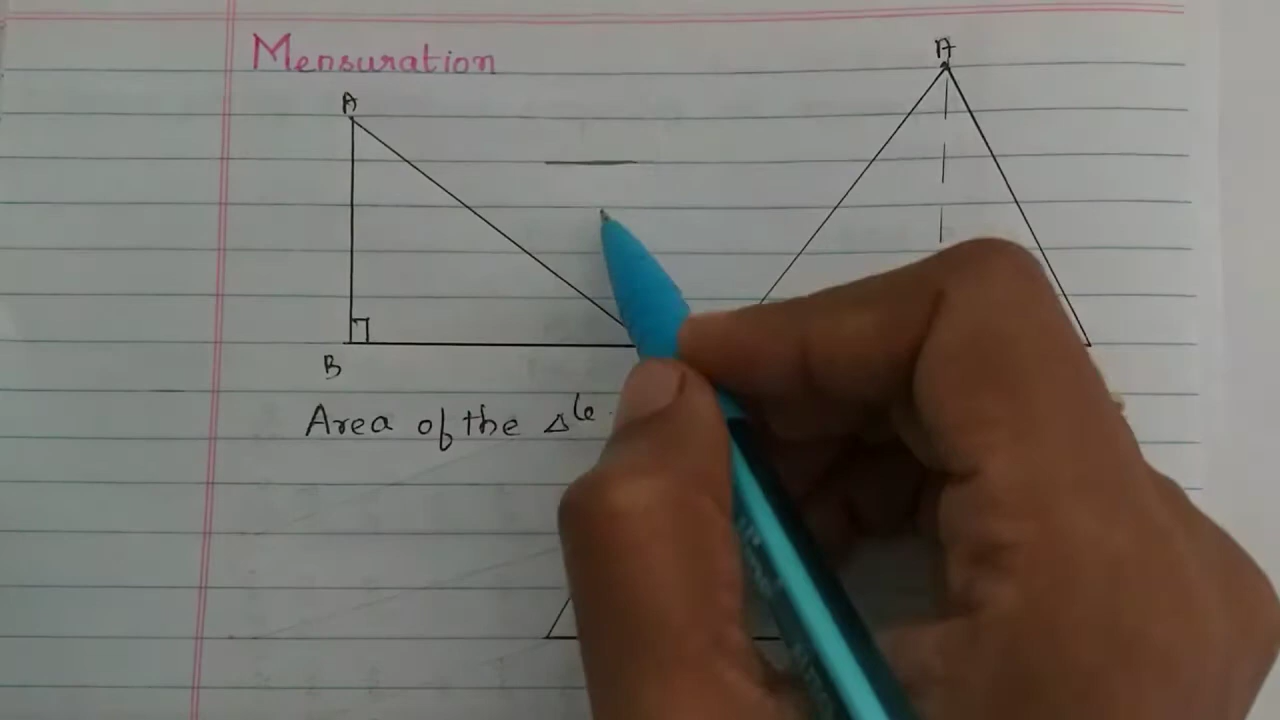 Mensuration
A
A
B
Area of the Δle